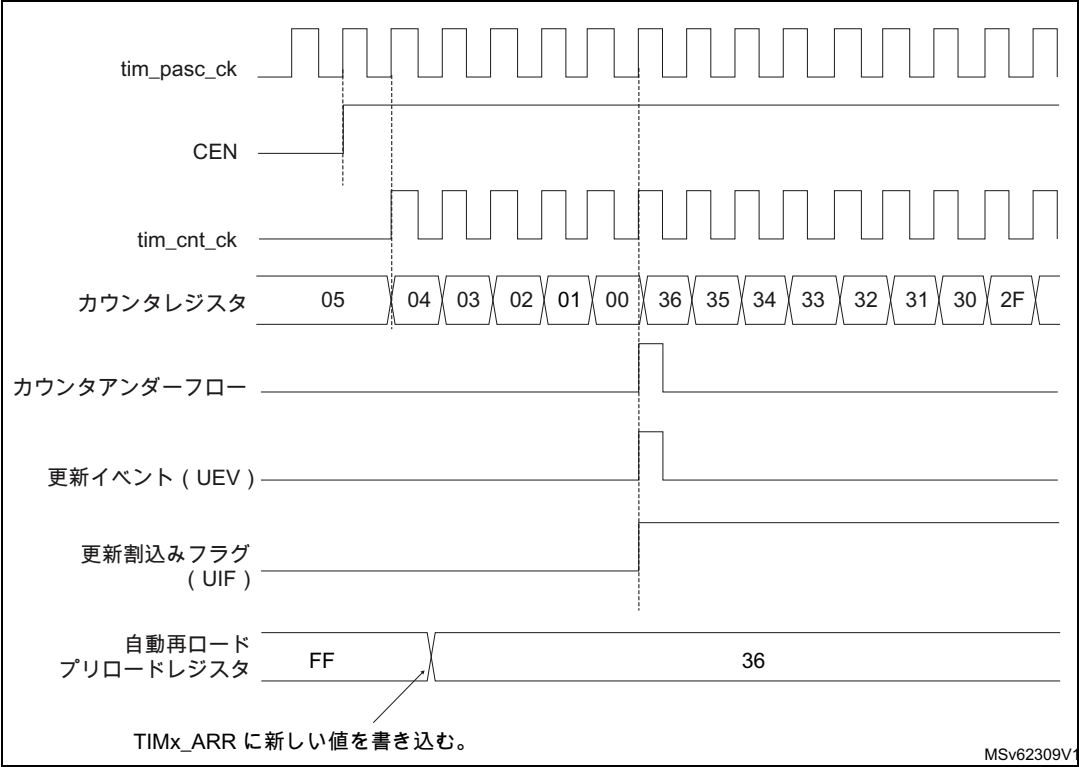 tim_pasc_ck
CEN
tim_cnt_ck
カウンタレジスタ 05 04 03 02 01 00 36 35 34 33 32 31 30 2F
カウンタアンダーフロー
更新イベント ( UEV )
更新割込みフラグ
( UIF )
自動再ロード
プリロードレジスタ FF 36
TIMx_ARR に新しい値を書き込む。
MSv62309V1